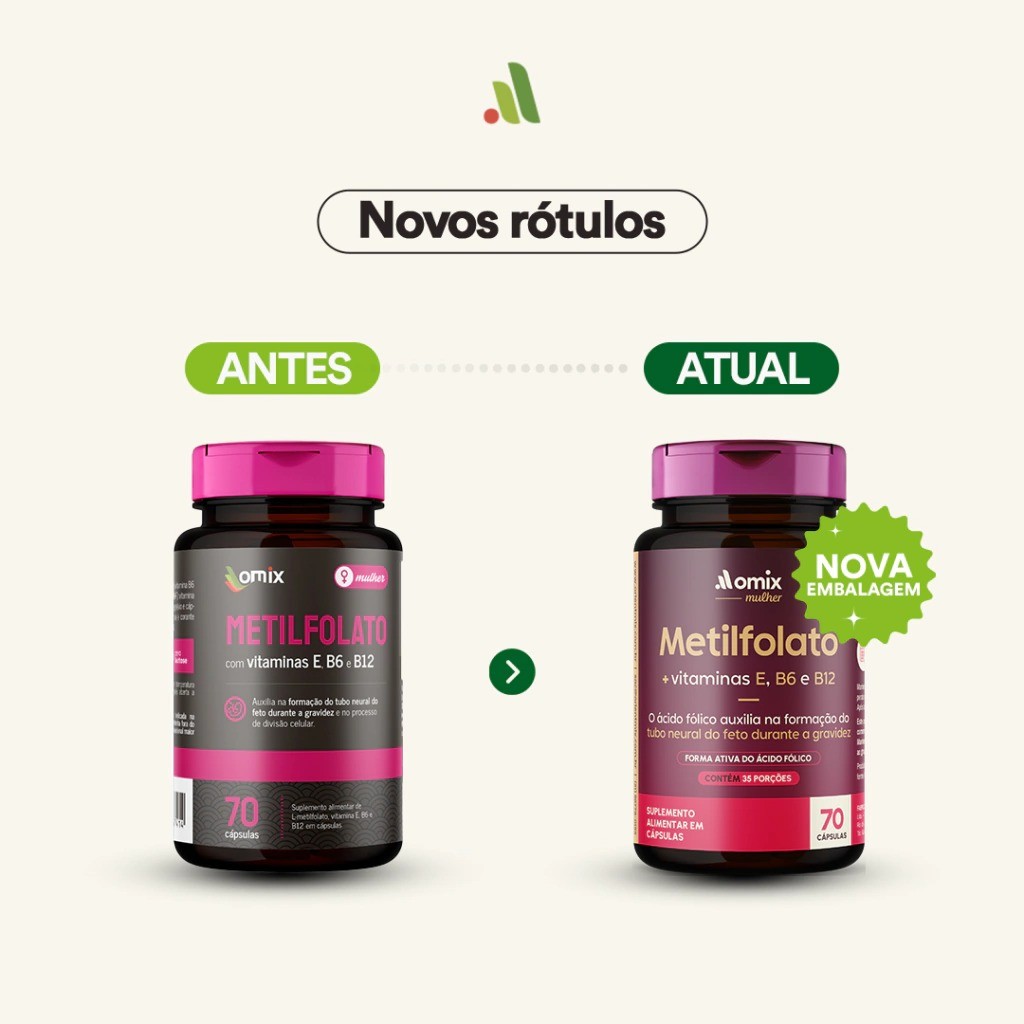 Novos rótulos
ANTES
ATUAL
omix
mulher
METILFOLATO
com vitaminas E, B6 e B12
Auxilia na formação do tubo neural do
feto durante a gravidez e no processo
de divisão celular.
70
cápsulas
Suplemento alimentar de
L-metilfolato, vitamina E, B6 e
B12 em cápsulas
omix
mulher
Metilfolato
+ vitaminas E, B6 e B12
O ácido fólico auxilia na formação do
tubo neural do feto durante a gravidez
FORMA ATIVA DO ÁCIDO FÓLICO
CONTÉM 35 PORÇÕES
SUPLEMENTO
ALIMENTAR EM
CÁPSULAS
70
CÁPSULAS
NOVA
EMBALAGEM